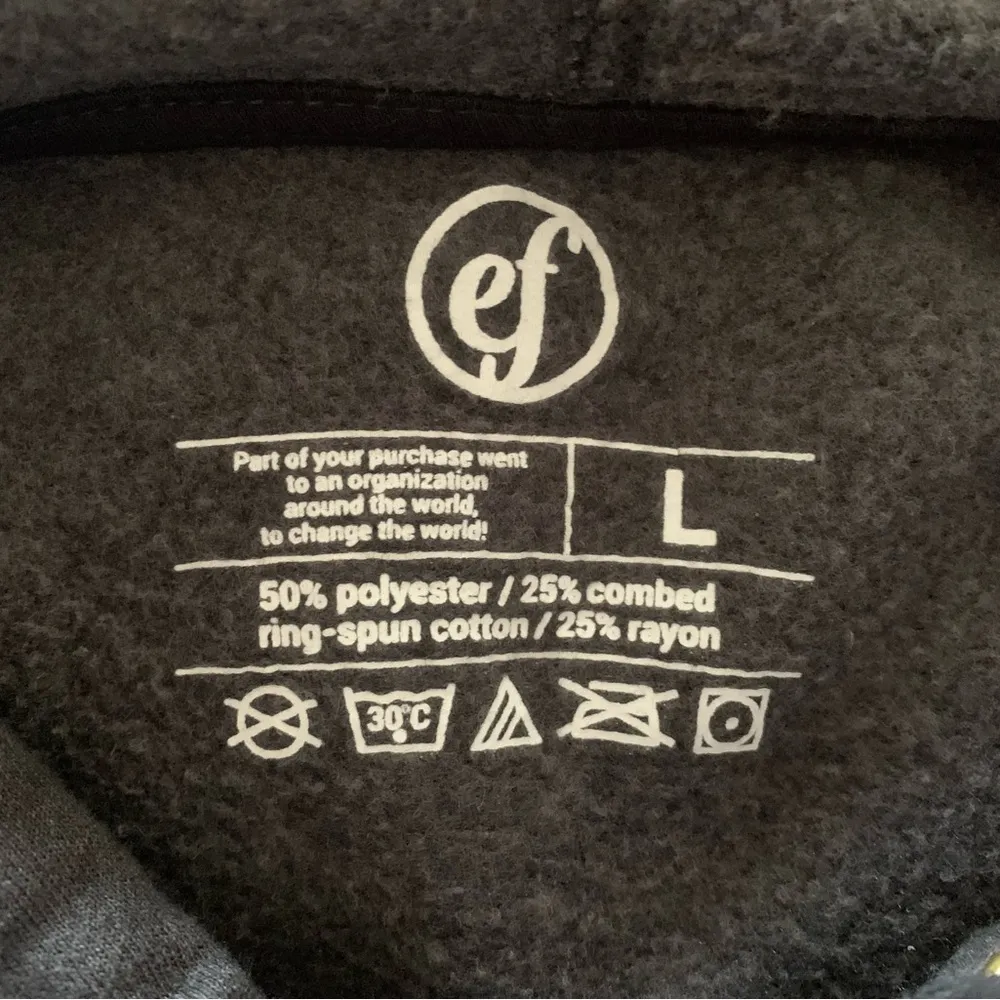 ef
Part of your purchase went
to an organization
around the world,
to change the world!
L
50% polyester / 25% combed
ring-spun cotton / 25% rayon
30°C